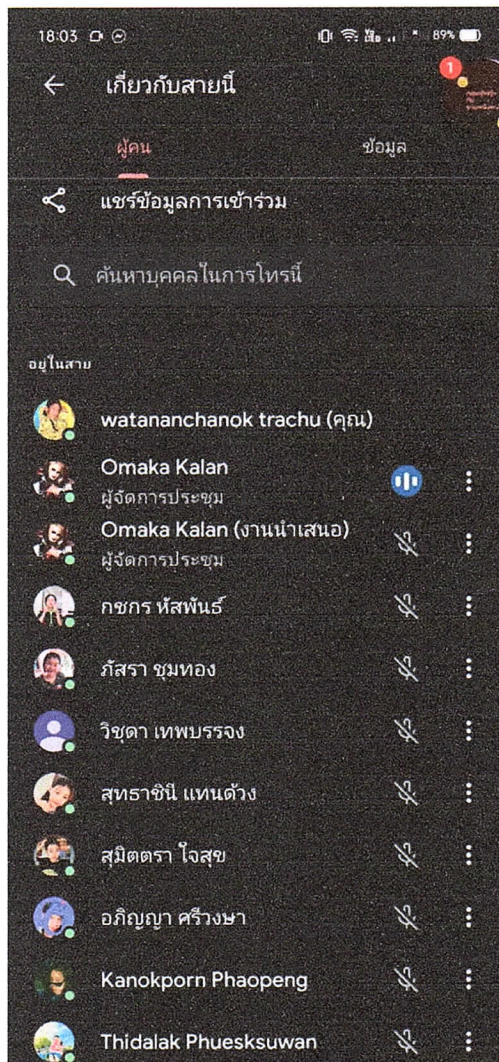 18:03
89%
เกี่ยวกับสายนี้
1
ผู้คน
ข้อมูล
แชร์ข้อมูลการเข้าร่วม
ค้นหาบุคคลในการโทรนี้
อยู่ในสาย
watananchanok trachu (คุณ)
Omaka Kalan
ผู้จัดการประชุม
Omaka Kalan (งานนำเสนอ)
ผู้จัดการประชุม
กชกร หัสพันธ์
ภัสรา ชุมทอง
วิชุดา เทพบรรจง
สุทธาชินี แทนด้วง
สุมิตตรา ใจสุข
อภิญญา ศรีวงษา
Kanokporn Phaopeng
Thidalak Phuesksuwan